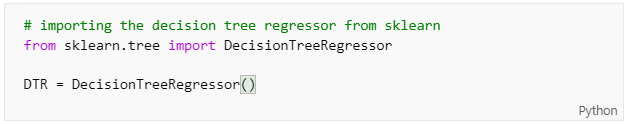 # importing the decision tree regressor from sklearn
from sklearn.tree import DecisionTreeRegressor
DTR = DecisionTreeRegressor()
Python